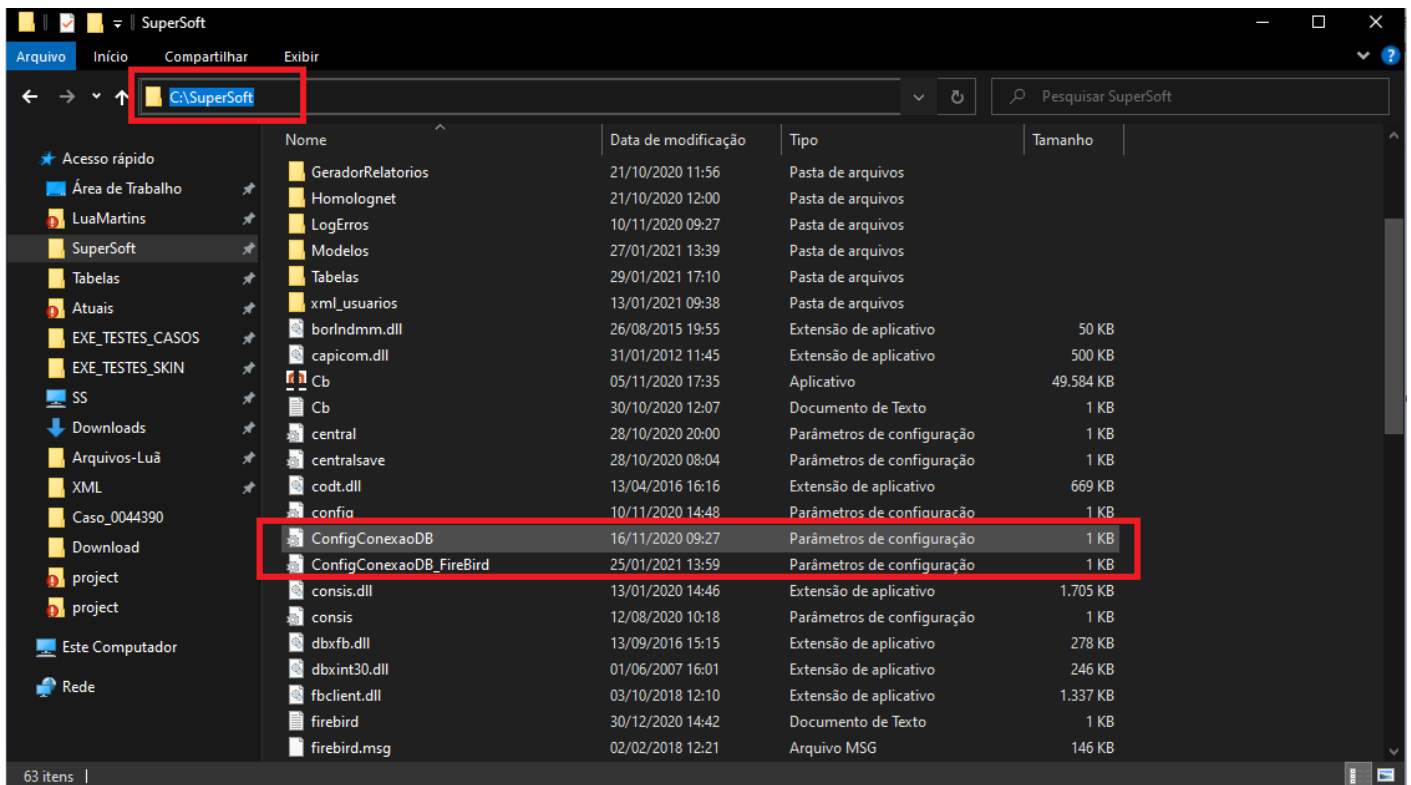 SuperSoft
Arquivo Início Compartilhar Exibir
C:\SuperSoft
Pesquisar SuperSoft
Acesso rápido
Área de Trabalho
LuaMartins
SuperSoft
Tabelas
Atuais
EXE_TESTES_CASOS
EXE_TESTES_SKIN
SS
Downloads
Arquivos-Luã
XML
Caso_0044390
Download
project
project
Este Computador
Rede
Nome Data de modificação Tipo Tamanho
GeradorRelatorios 21/10/2020 11:56 Pasta de arquivos
Homolognet 21/10/2020 12:00 Pasta de arquivos
LogErros 10/11/2020 09:27 Pasta de arquivos
Modelos 27/01/2021 13:39 Pasta de arquivos
Tabelas 29/01/2021 17:10 Pasta de arquivos
xml_usuarios 13/01/2021 09:38 Pasta de arquivos
borlndmm.dll 26/08/2015 19:55 Extensão de aplicativo 50 KB
capicom.dll 31/01/2012 11:45 Extensão de aplicativo 500 KB
Cb 05/11/2020 17:35 Aplicativo 49.584 KB
Cb 30/10/2020 12:07 Documento de Texto 1 KB
central 28/10/2020 20:00 Parâmetros de configuração 1 KB
centralsave 28/10/2020 08:04 Parâmetros de configuração 1 KB
codt.dll 13/04/2016 16:16 Extensão de aplicativo 669 KB
config 10/11/2020 14:48 Parâmetros de configuração 1 KB
ConfigConexaoDB 16/11/2020 09:27 Parâmetros de configuração 1 KB
ConfigConexaoDB_FireBird 25/01/2021 13:59 Parâmetros de configuração 1 KB
consis.dll 13/01/2020 14:46 Extensão de aplicativo 1.705 KB
consis 12/08/2020 10:18 Parâmetros de configuração 1 KB
dbxfb.dll 13/09/2016 15:15 Extensão de aplicativo 278 KB
dbxint30.dll 01/06/2007 16:01 Extensão de aplicativo 246 KB
fbclient.dll 03/10/2018 12:10 Extensão de aplicativo 1.337 KB
firebird 30/12/2020 14:42 Documento de Texto 1 KB
firebird.msg 02/02/2018 12:21 Arquivo MSG 146 KB
63 itens